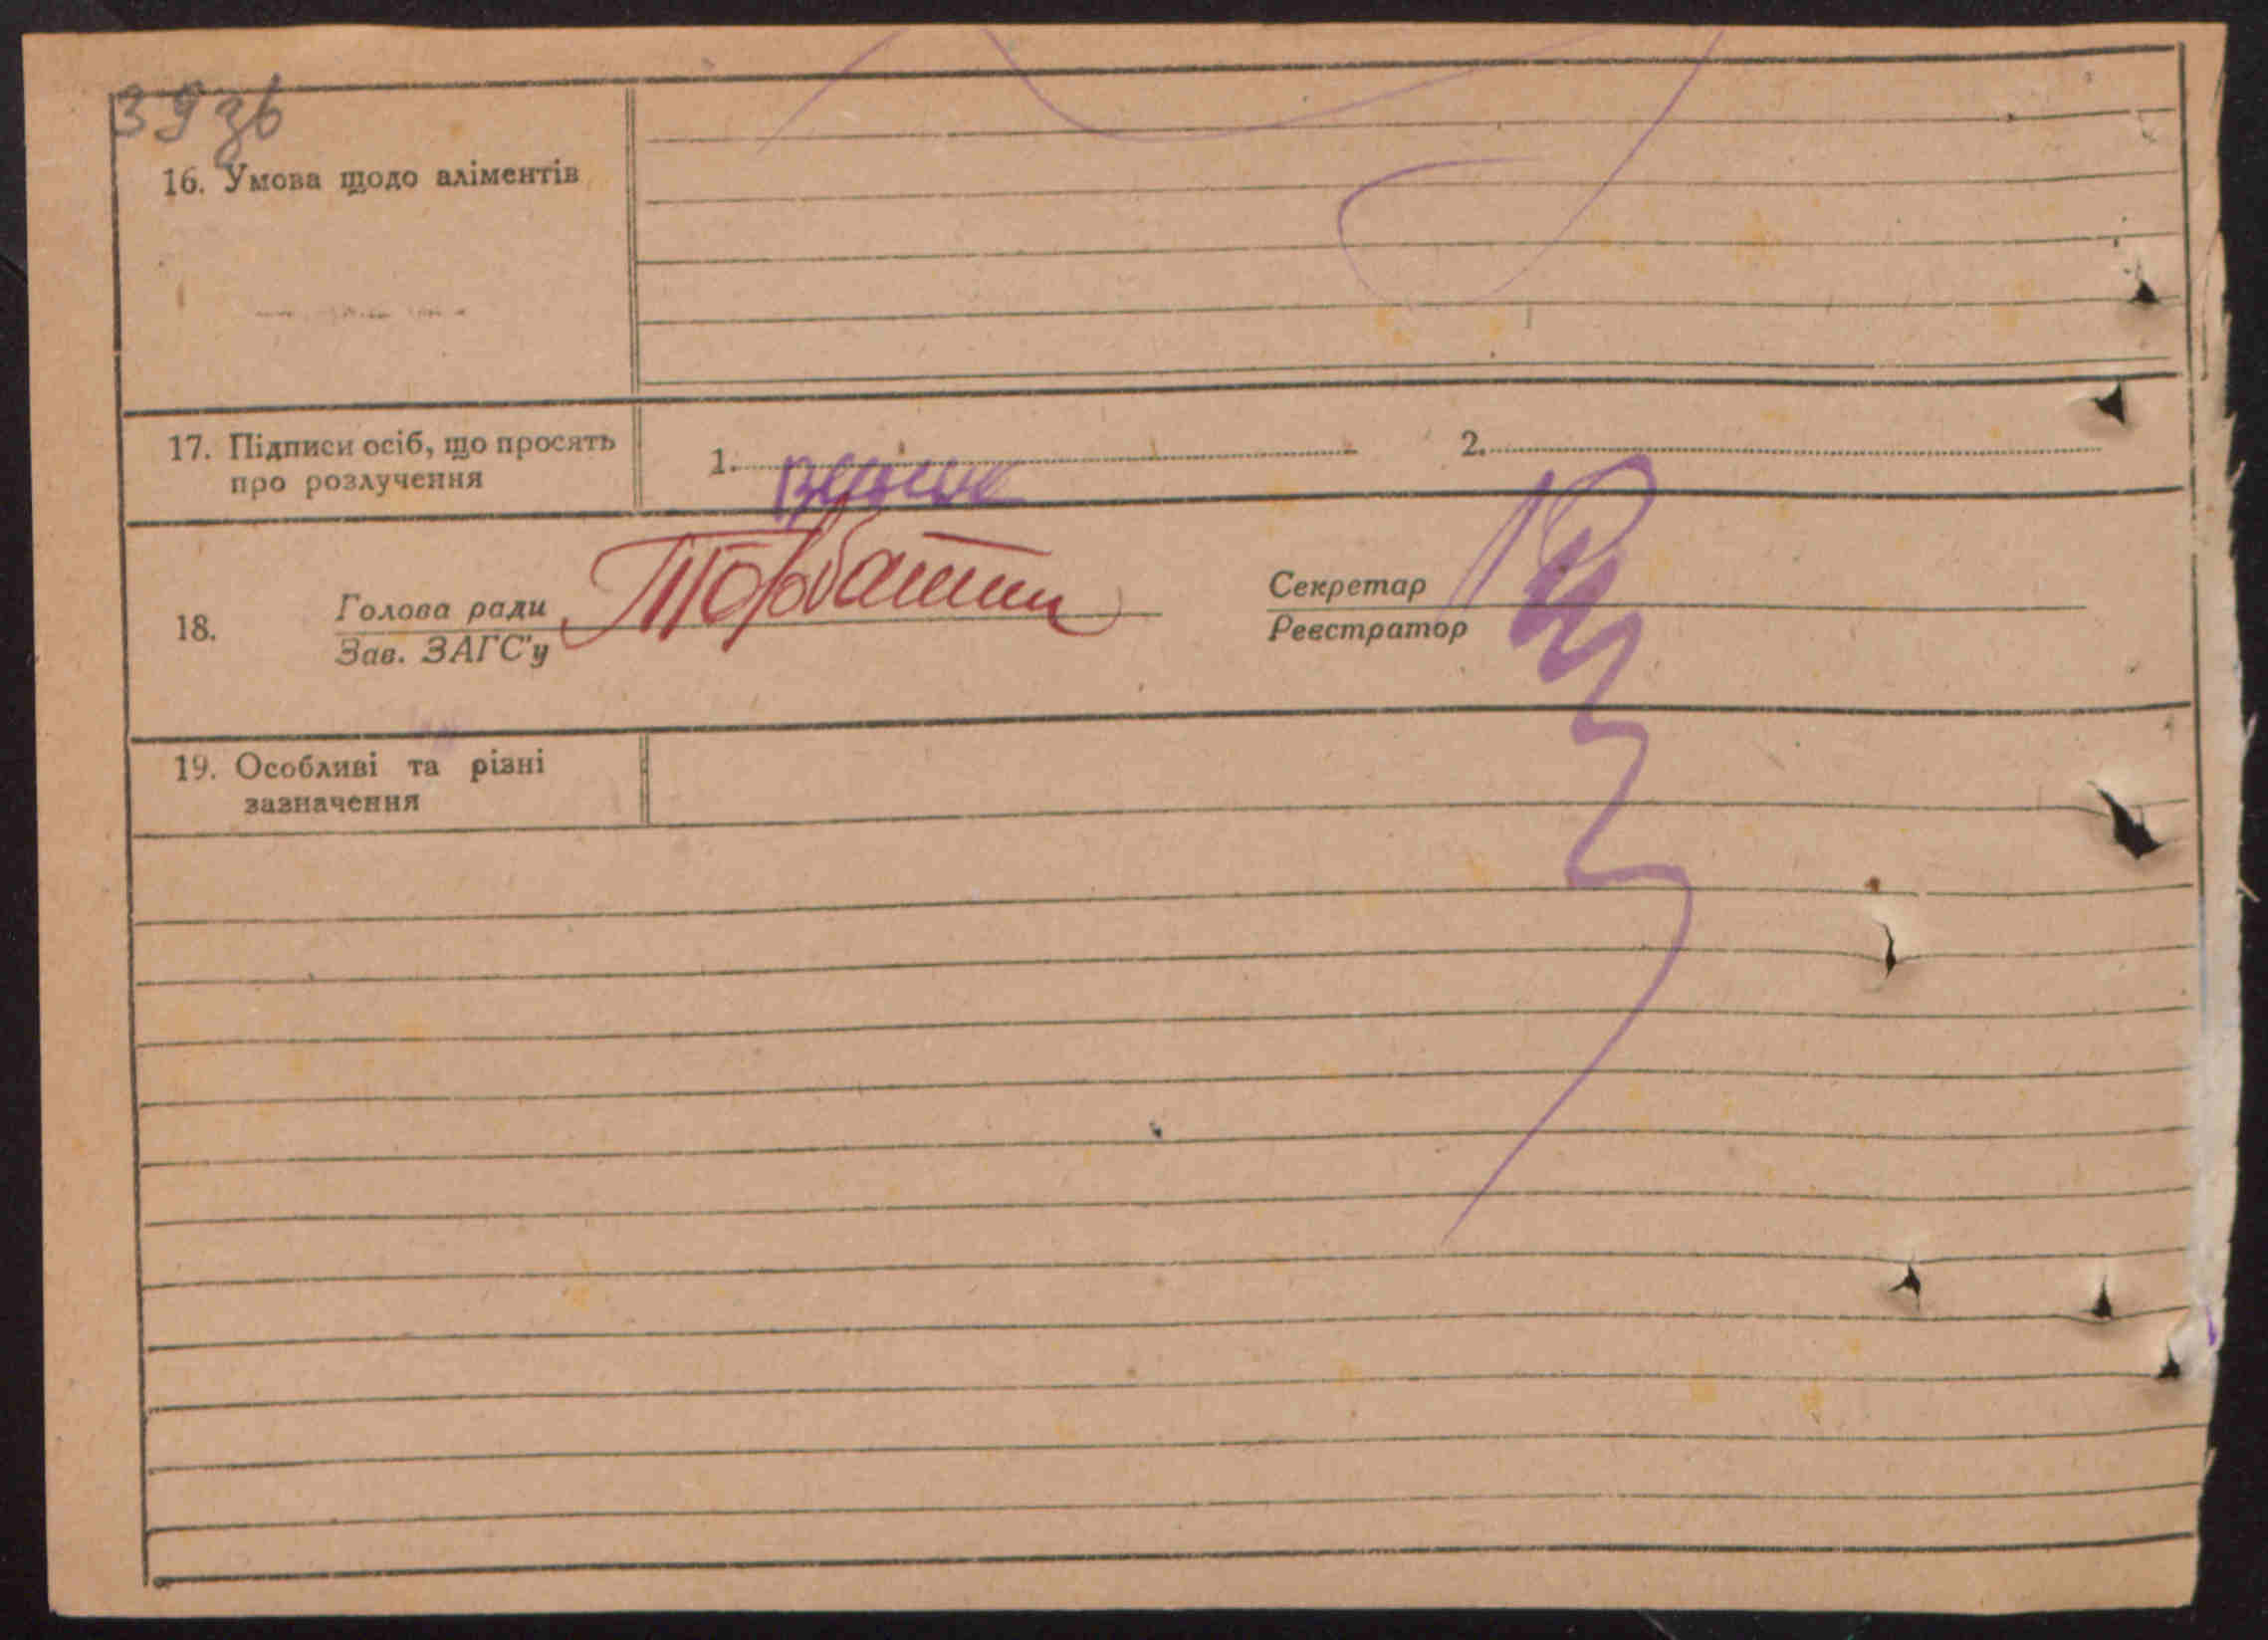 39зв
16. Умова щодо аліментів
17. Підписи осіб, що просять
про розлучення
1.
2.
18.
Голова ради
Зав. ЗАГС'у
Секретар
Реєстратор
19. Особливі та різні
зазначення